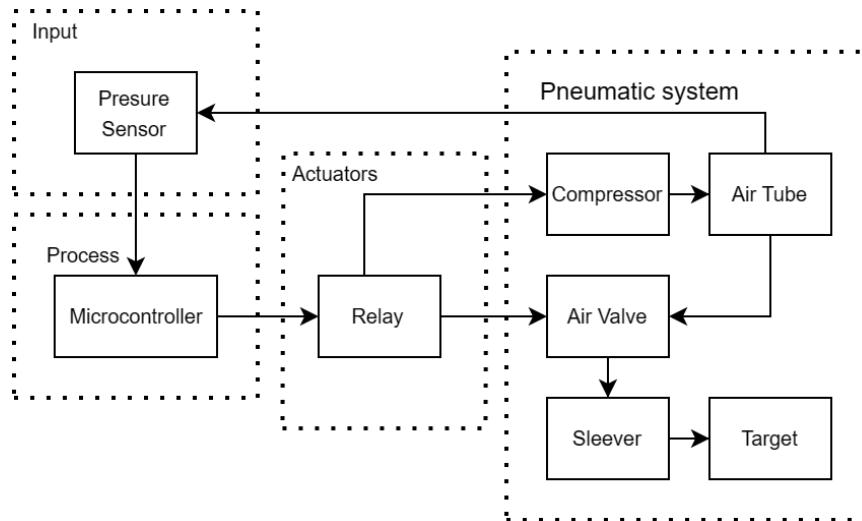 Input
Presure
Sensor
Pneumatic system
Actuators
Compressor
Air Tube
Process
Microcontroller
Relay
Air Valve
Sleever
Target